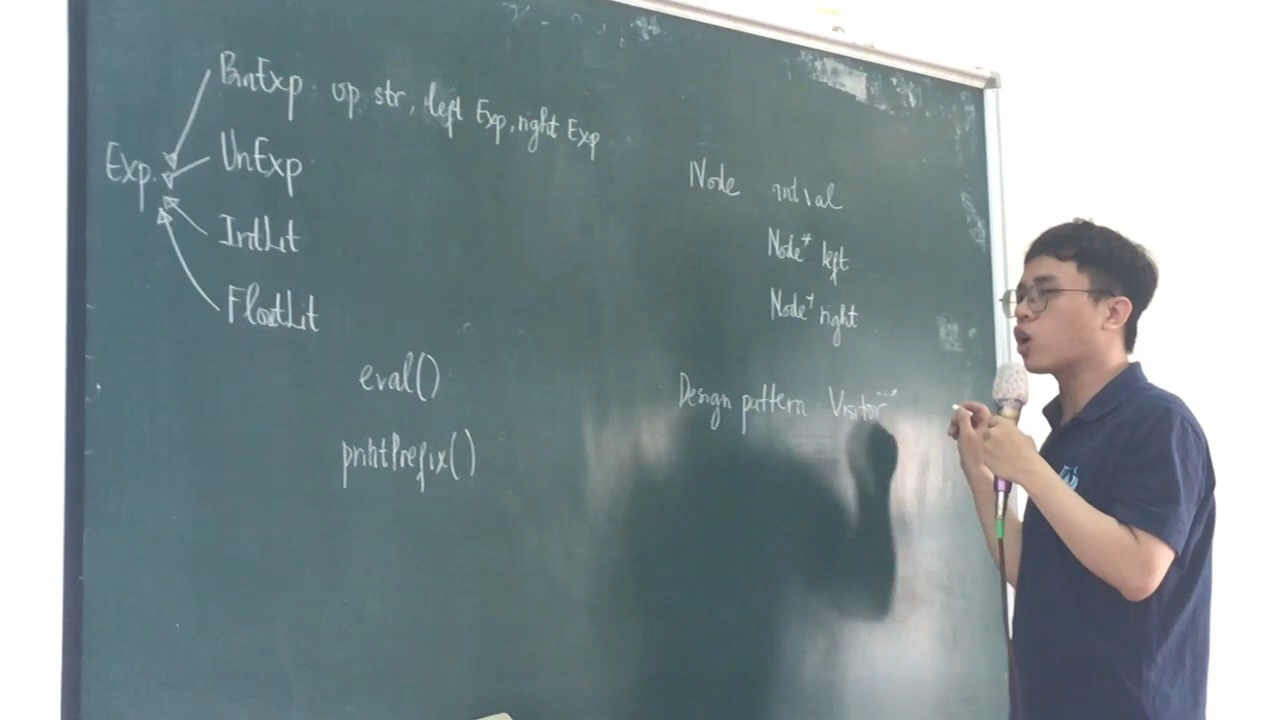 BinExp op str, left Exp, right Exp
Exp
UnExp
IntLit
FloatLit
eval()
printPrefix()
Node int val
Node* left
Node* right
Design pattern Visitor